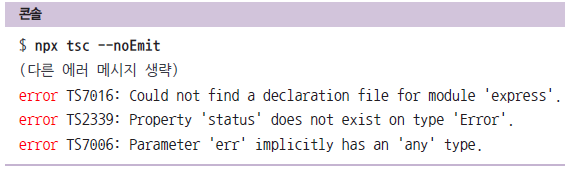 콘솔
$ npx tsc --noEmit
(다른 에러 메시지 생략)
error TS7016: Could not find a declaration file for module 'express'.
error TS2339: Property 'status' does not exist on type 'Error'.
error TS7006: Parameter 'err' implicitly has an 'any' type.